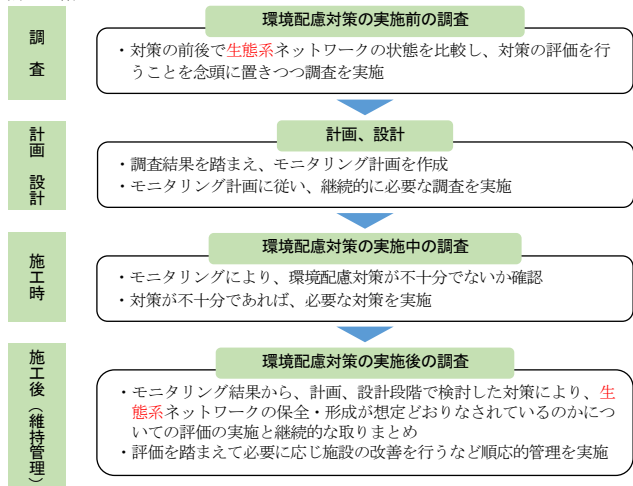 調査
環境配慮対策の実施前の調査
・対策の前後で生態系ネットワークの状態を比較し、対策の評価を行
うことを念頭に置きつつ調査を実施
計画 設計
計画、設計
・調査結果を踏まえ、モニタリング計画を作成
・モニタリング計画に従い、継続的に必要な調査を実施
施工時
環境配慮対策の実施中の調査
・モニタリングにより、環境配慮対策が不十分でないか確認
・対策が不十分であれば、必要な対策を実施
施工後（維持管理）
環境配慮対策の実施後の調査
・モニタリング結果から、計画、設計段階で検討した対策により、生
態系ネットワークの保全・形成が想定どおりなされているのかにつ
いての評価の実施と継続的な取りまとめ
・評価を踏まえて必要に応じ施設の改善を行うなど順応的管理を実施